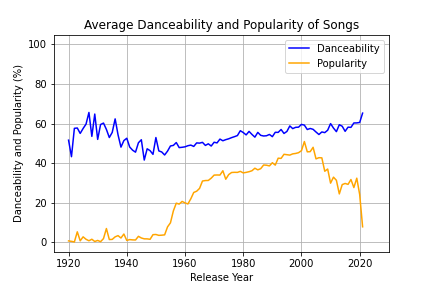 Average Danceability and Popularity of Songs
Danceability and Popularity (%)
100
80
60
40
20
0
Danceability
Popularity
1920
1940
1960
1980
2000
2020
Release Year